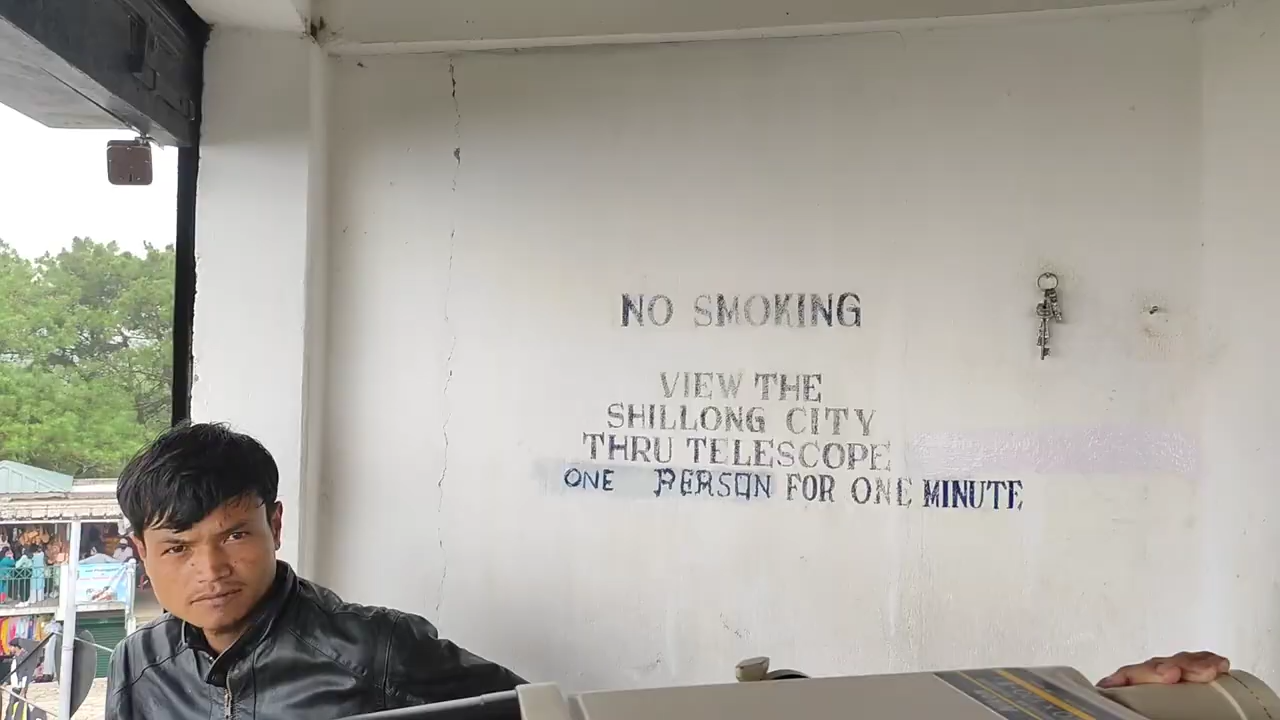 NO SMOKING
VIEW THE
SHILLONG CITY
THRU TELESCOPE
ONE PERSON FOR ONE MINUTE